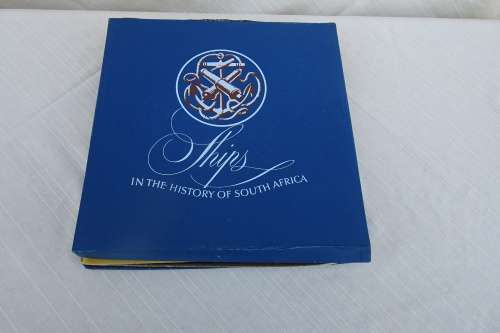 Ships
IN THE HISTORY OF SOUTH AFRICA